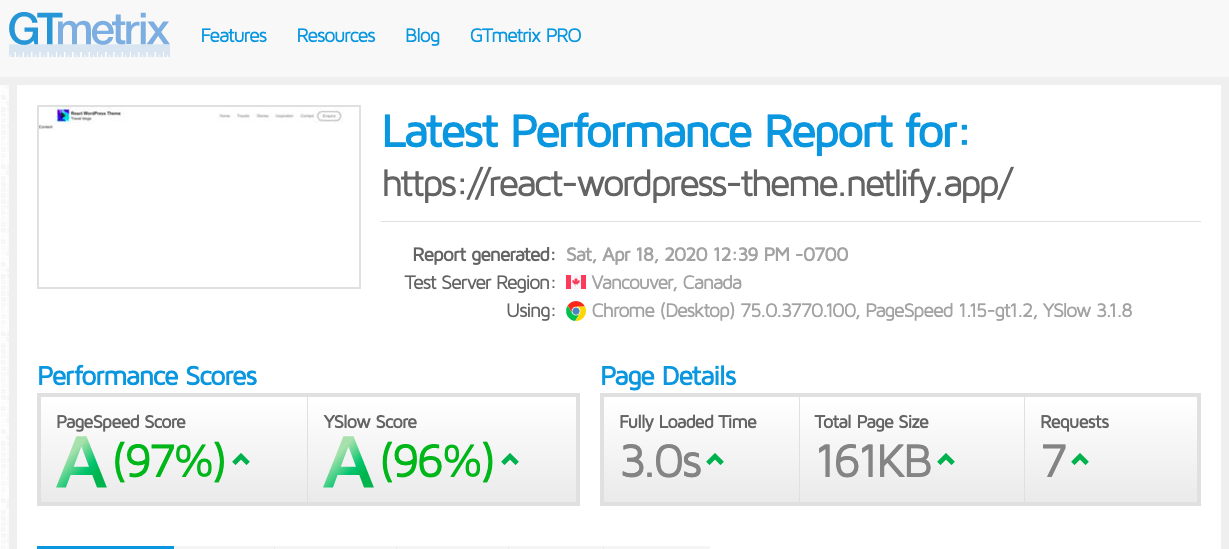 GTmetrix
Features Resources Blog GTmetrix PRO
React WordPress Theme
Home Travels Stories Inspiration Contact Enquire
Content
Latest Performance Report for:
https://react-wordpress-theme.netlify.app/
Report generated: Sat, Apr 18, 2020 12:39 PM -0700
Test Server Region: Vancouver, Canada
Using: Chrome (Desktop) 75.0.3770.100, PageSpeed 1.15-gt1.2, YSlow 3.1.8
Performance Scores
PageSpeed Score YSlow Score
A (97%) A (96%)
Page Details
Fully Loaded Time Total Page Size Requests
3.0s 161KB 7